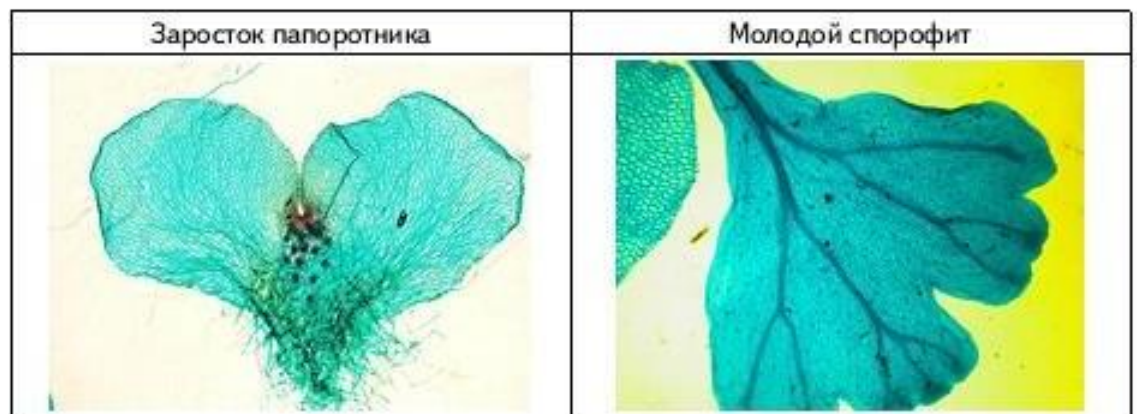 Заросток папоротника
Молодой спорофит